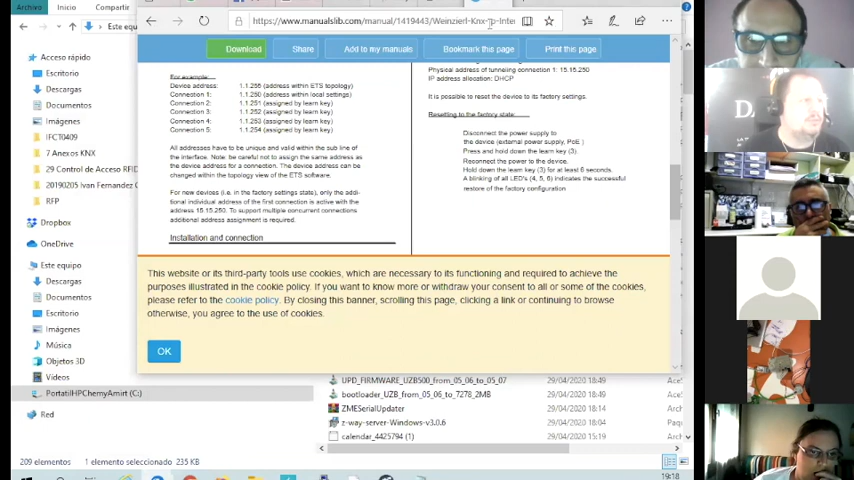 Archivo
Compartir
Este equ
Acceso rápido
Escritorio
Descargas
Documentos
Imágenes
IFCT0409
7 Anexos KNX
29 Control de Acceso RFID
20190205 Ivan Fernandez C
RFP
Dropbox
OneDrive
Este equipo
Descargas
Documentos
Escritorio
Imágenes
Música
Objetos 3D
Vídeos
PortatilHPChemyAmirt (C:)
Red
209 elementos 1 elemento seleccionado 235 KB
https://www.manualslib.com/manual/1419443/Weinzierl-Knx-Ip-Inter
Download
Share
Add to my manuals
Bookmark this page
Print this page
For example:
Device address: 1.1.255 (address within ETS topology)
Connection 1: 1.1.250 (address within local settings)
Connection 2: 1.1.251 (assigned by learn key)
Connection 3: 1.1.252 (assigned by learn key)
Connection 4: 1.1.253 (assigned by learn key)
Connection 5: 1.1.254 (assigned by learn key)
All addresses have to be unique and valid within the sub line of
the interface. Note: be careful not to assign the same address as
the device address for a connection. The device address can be
changed within the topology view of the ETS software.
For new devices (i.e. in the factory settings state), only the addi-
additional address of the first connection is active with the
address 15.15.250. To support multiple concurrent connections
additional address assignment is required.
Installation and connection
Physical address of tunneling connection 1: 15.15.250
IP address allocation: DHCP
It is possible to reset the device to its factory settings.
Resetting to the factory state:
Disconnect the power supply to
the device (external power supply, PoE )
Press and hold down the learn key (3).
Reconnect the power to the device.
Hold down the learn key (3) for at least 6 seconds.
A blinking of all LED's (4, 5, 6) indicates the successful
restore of the factory configuration
This website or its third-party tools use cookies, which are necessary to its functioning and required to achieve the
purposes illustrated in the cookie policy. If you want to know more or withdraw your consent to all or some of the cookies,
please refer to the cookie policy. By closing this banner, scrolling this page, clicking a link or continuing to browse
otherwise, you agree to the use of cookies.
OK
UPD_FIRMWARE_UZB500_from_05_06_to_05_07 29/04/2020 18:49 Ace
bootloader_UZB_from_05_06_to_7278_2MB 29/04/2020 18:49 Ace
ZMESerialUpdater 29/04/2020 18:18 Arch
z-way-server-Windows-v3.0.6 29/04/2020 18:14 Paq
calendar_4425794 (1) 29/04/2020 15:19 Arch
19:18